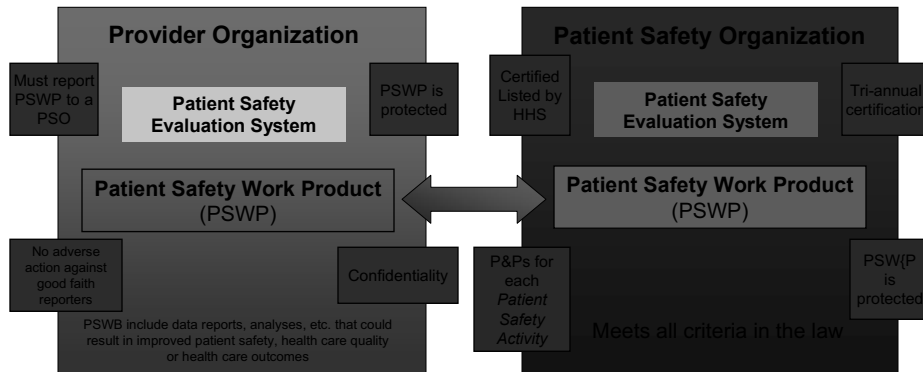 Provider Organization
Must report
PSWP to a
PSO
PSWP is
protected
Patient Safety
Evaluation System
Patient Safety Work Product
(PSWP)
No adverse
action against
good faith
reporters
Confidentiality
PSWB include data reports, analyses, etc. that could
result in improved patient safety, health care quality
or health care outcomes
Patient Safety Organization
Certified
Listed by
HHS
Tri-annual
certification
Patient Safety
Evaluation System
Patient Safety Work Product
(PSWP)
P&Ps for
each
Patient
Safety
Activity
PSW{P
is
protected
Meets all criteria in the law